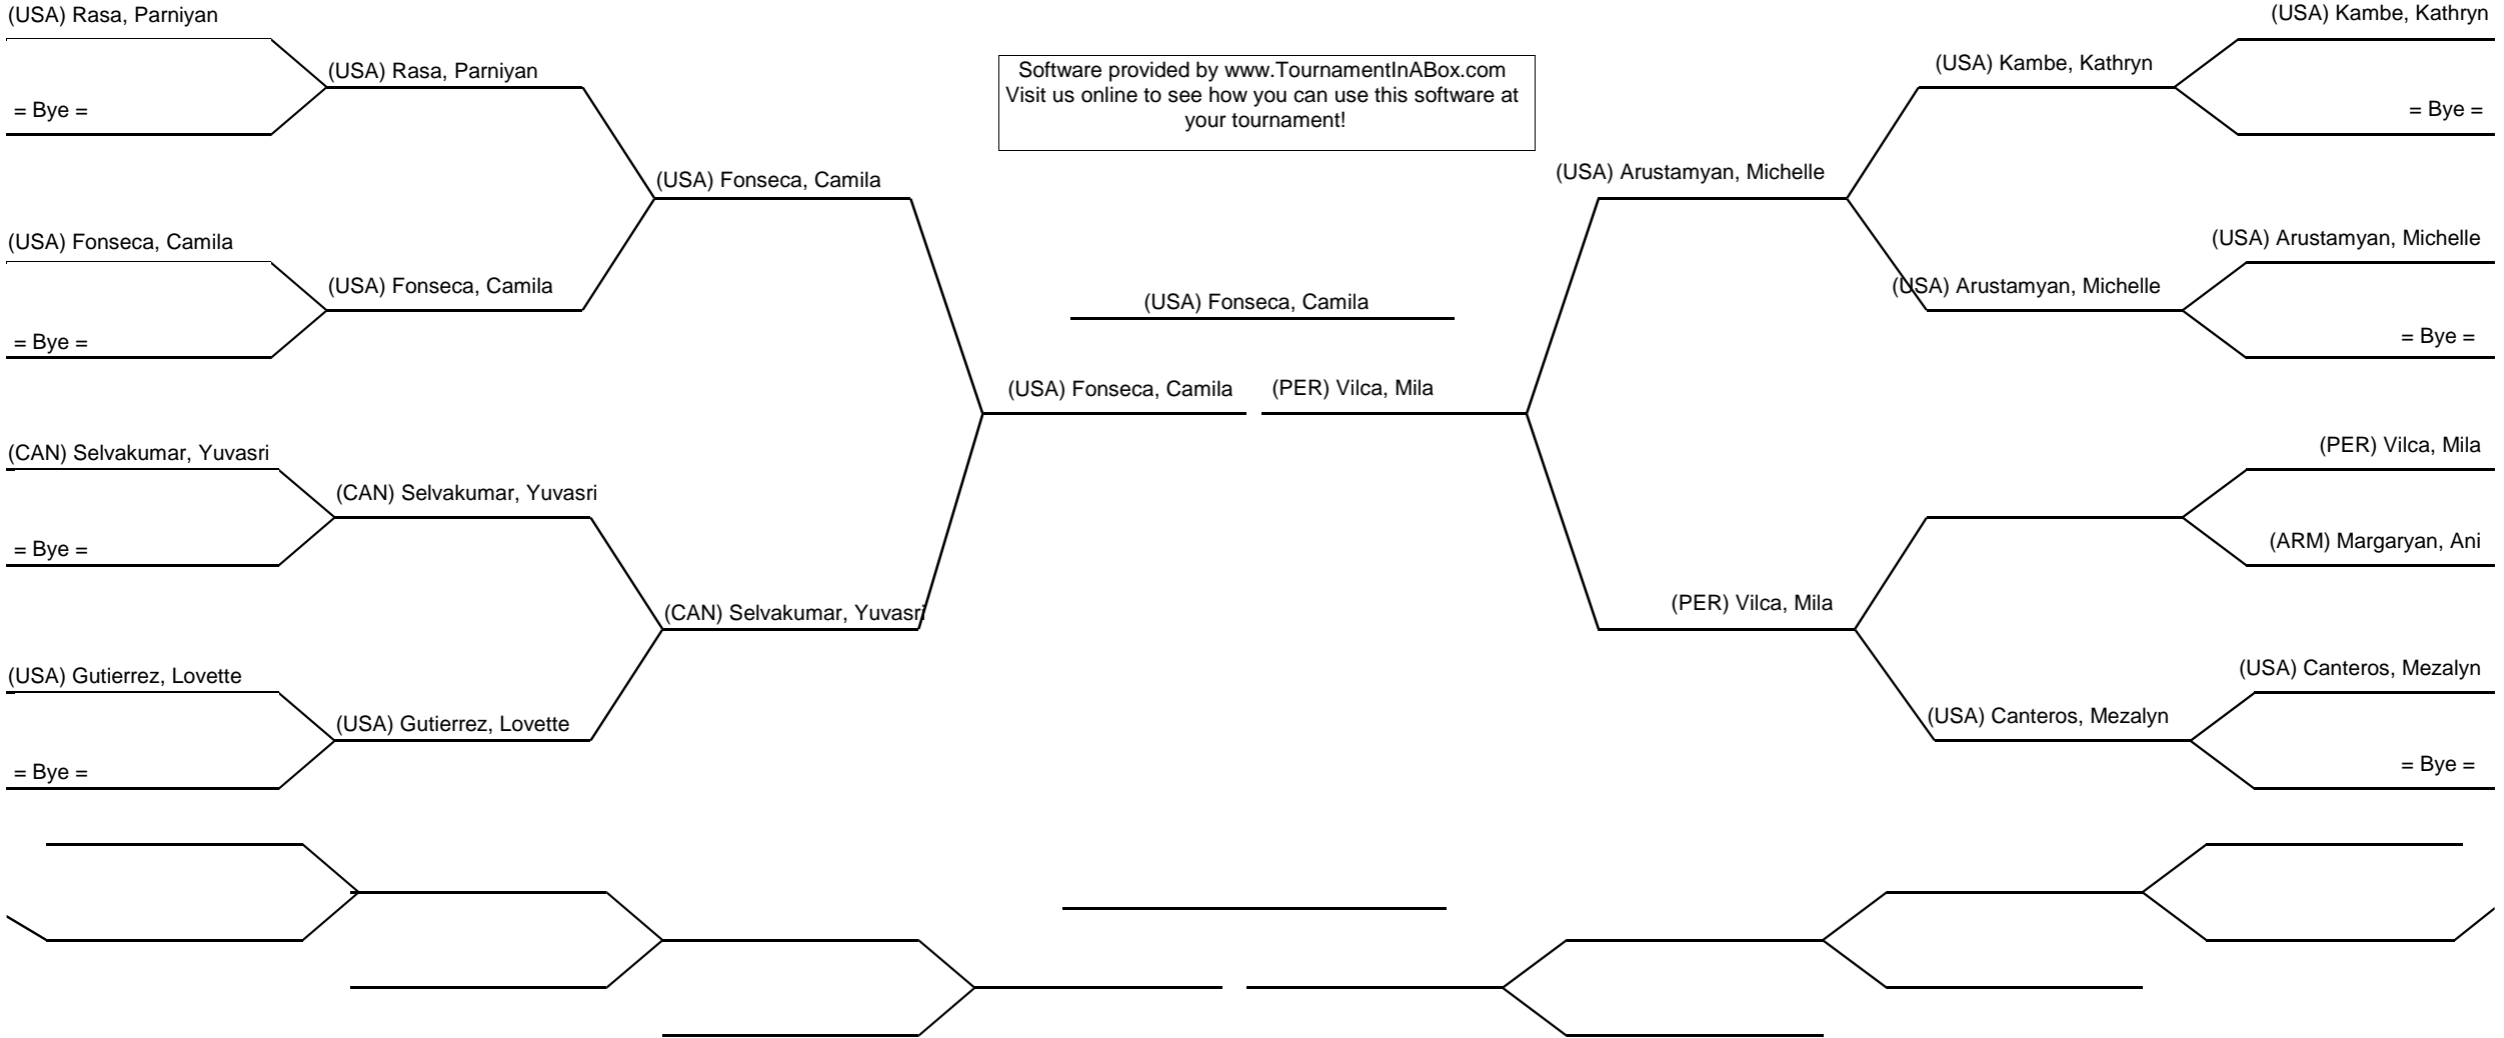 (USA) Rasa, Parniyan
(USA) Rasa, Parniyan
= Bye =
(USA) Fonseca, Camila
(USA) Fonseca, Camila
(USA) Fonseca, Camila
= Bye =
(CAN) Selvakumar, Yuvasri
(CAN) Selvakumar, Yuvasri
= Bye =
(CAN) Selvakumar, Yuvasri
(USA) Gutierrez, Lovette
(USA) Gutierrez, Lovette
= Bye =
Software provided by www.TournamentInABox.com
Visit us online to see how you can use this software at
your tournament!
(USA) Fonseca, Camila
(USA) Fonseca, Camila
(PER) Vilca, Mila
(USA) Kambe, Kathryn
(USA) Kambe, Kathryn
= Bye =
(USA) Arustamyan, Michelle
(USA) Arustamyan, Michelle
(USA) Arustamyan, Michelle
= Bye =
(PER) Vilca, Mila
(ARM) Margaryan, Ani
(PER) Vilca, Mila
(USA) Canteros, Mezalyn
(USA) Canteros, Mezalyn
= Bye =